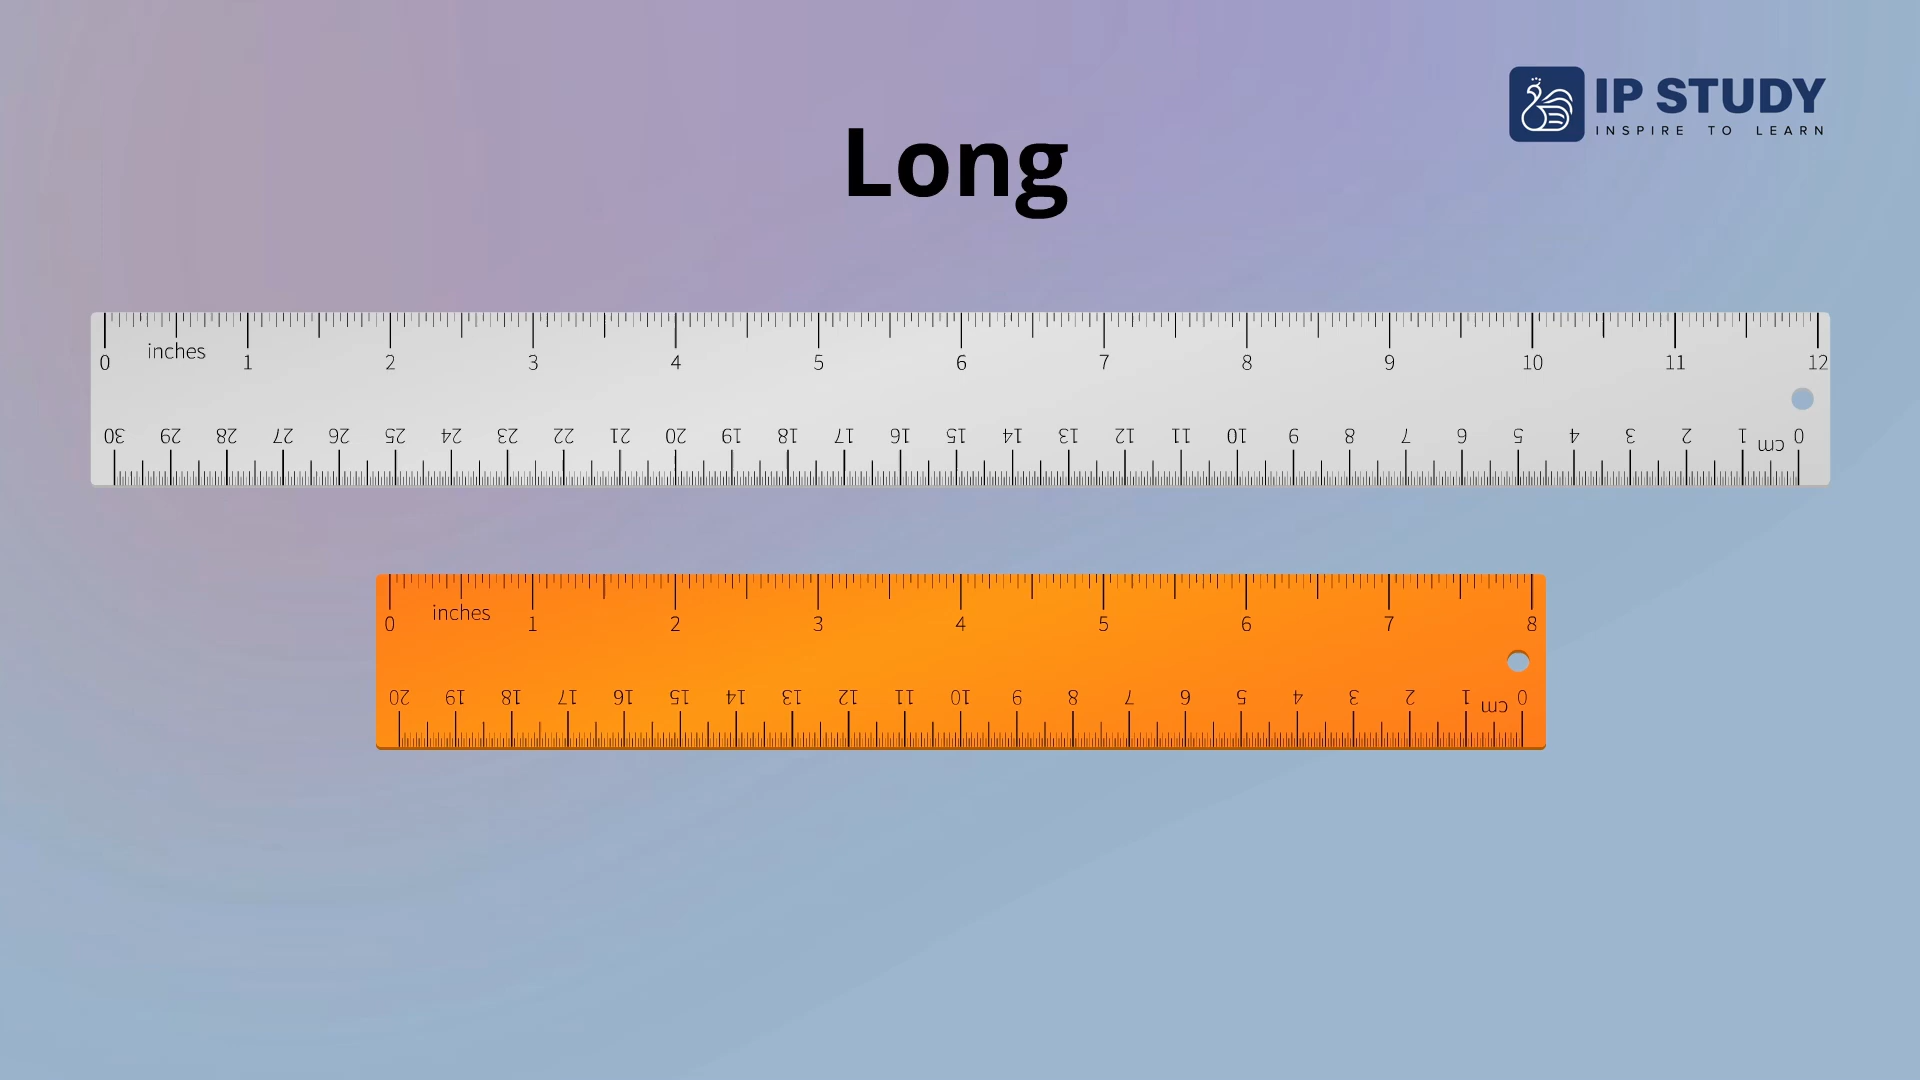 IP STUDY
INSPIRE TO LEARN
Long
inches
0 1 2 3 4 5 6 7 8 9 10 11 12
30 29 28 27 26 25 24 23 22 21 20 19 18 17 16 15 14 13 12 11 10 9 8 7 6 5 4 3 2 1 cm 0
inches
0 1 2 3 4 5 6 7 8
20 19 18 17 16 15 14 13 12 11 10 9 8 7 6 5 4 3 2 1 cm 0